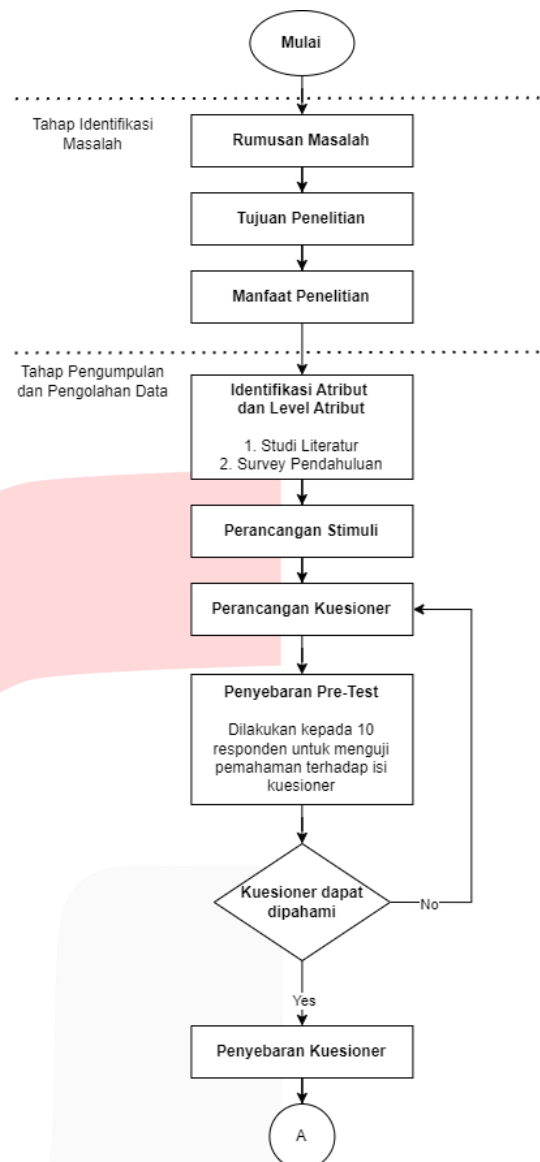 Mulai
Tahap Identifikasi
Masalah
Rumusan Masalah
Tujuan Penelitian
Manfaat Penelitian
Tahap Pengumpulan
dan Pengolahan Data
Identifikasi Atribut
dan Level Atribut
1. Studi Literatur
2. Survey Pendahuluan
Perancangan Stimuli
Perancangan Kuesioner
Penyebaran Pre-Test
Dilakukan kepada 10
responden untuk menguji
pemahaman terhadap isi
kuesioner
Kuesioner dapat
dipahami
No
Yes
Penyebaran Kuesioner
A